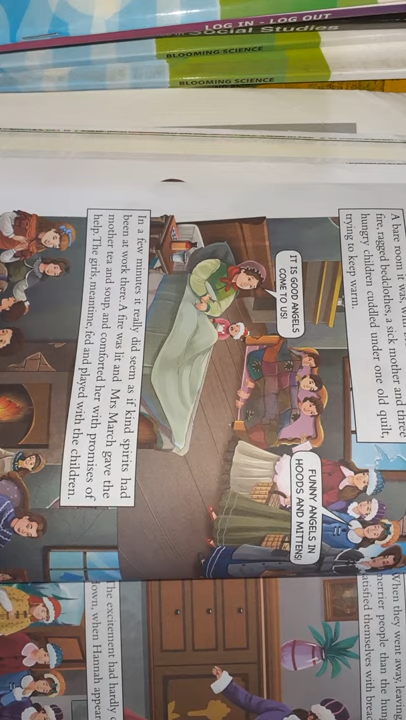 LOG IN - LOG OUT
Social Studies
BLOOMING SCIENCE
BLOOMING SCIENCE
A bare room it was, with
fire, ragged bedclothes, a sick mother and three
hungry children cuddled under one old quilt,
trying to keep warm.
IT IS GOOD ANGELS
COME TO US!
FUNNY ANGELS IN
HOODS AND MITTENS!
In a few minutes it really did seem as if kind spirits had
been at work there. A fire was lit and Mrs March gave the
mother tea and soup, and comforted her with promises of
help. The girls, meantime, fed and played with the children.
When they went away, leaving
merrier people than the
themselves with
The excitement had hardly
when Hannah